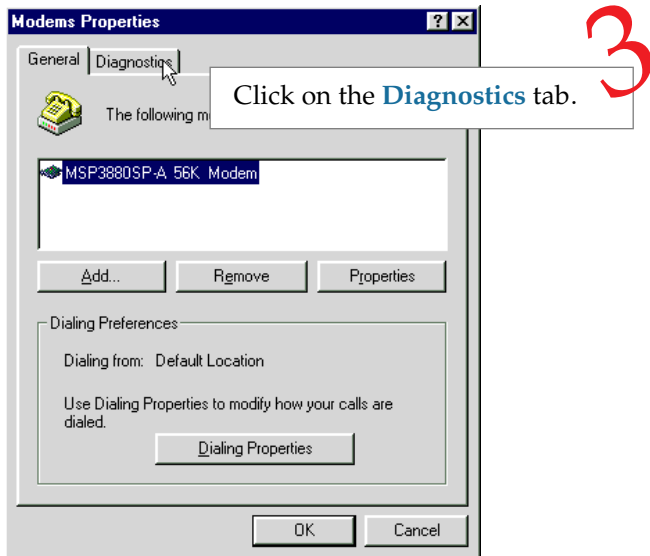 Modems Properties
3
General Diagnostics
Click on the Diagnostics tab.
The following m
MSP3880SP-A 56K Modem
Add... Remove Properties
Dialing Preferences
Dialing from: Default Location
Use Dialing Properties to modify how your calls are
dialed.
Dialing Properties
OK Cancel